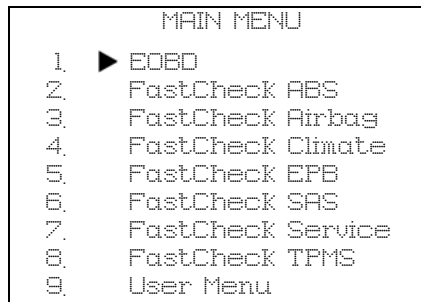 MAIN MENU
1. ▶ EOBD
2. FastCheck ABS
3. FastCheck Airbag
4. FastCheck Climate
5. FastCheck EPB
6. FastCheck SAS
7. FastCheck Service
8. FastCheck TPMS
9. User Menu